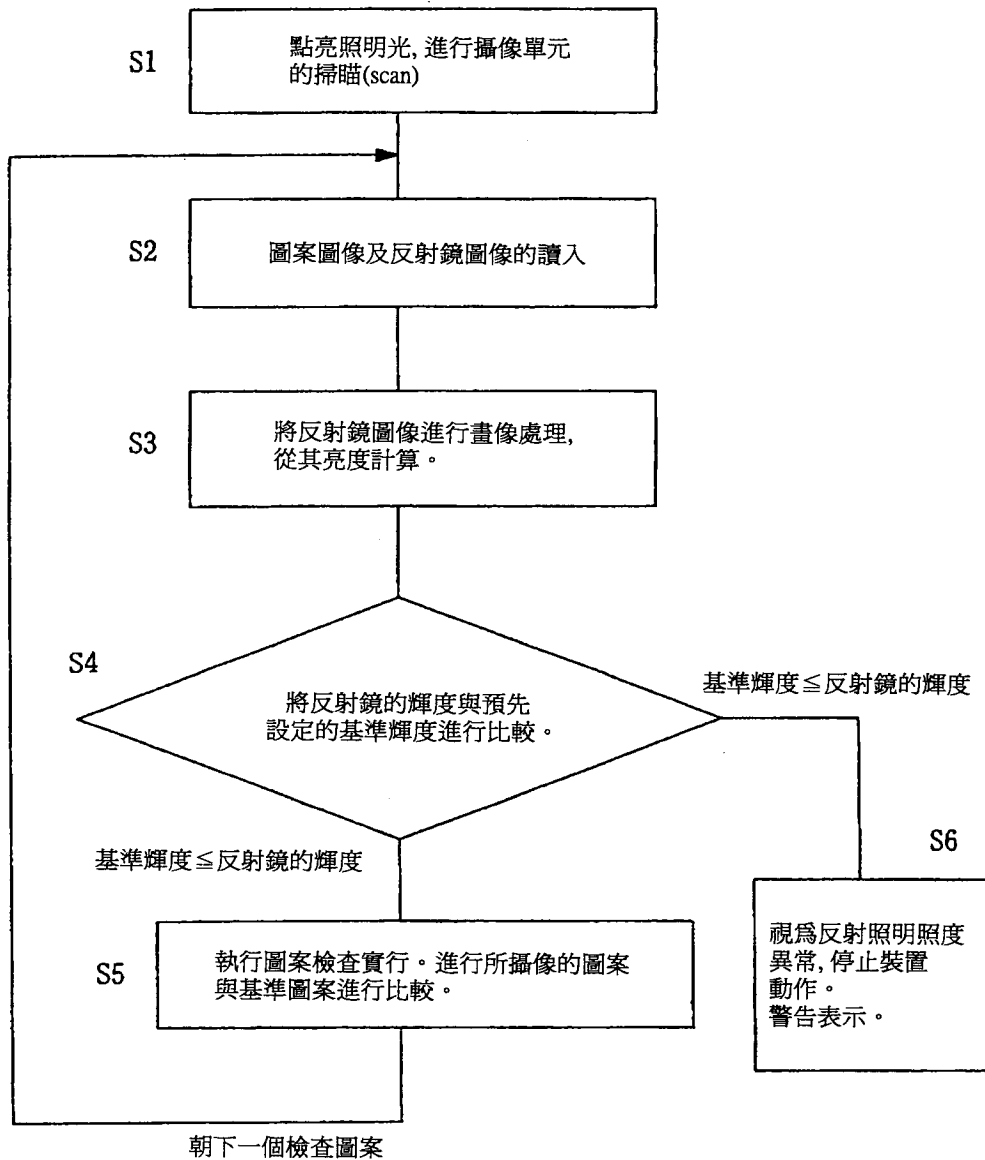 S1
點亮照明光, 進行攝像單元
的掃瞄(scan)
S2
圖案圖像及反射鏡圖像的讀入
S3
將反射鏡圖像進行畫像處理,
從其亮度計算。
S4
將反射鏡的輝度與預先
設定的基準輝度進行比較。
基準輝度≦反射鏡的輝度
基準輝度≦反射鏡的輝度
S5
執行圖案檢查實行。進行所攝像的圖案
與基準圖案進行比較。
S6
視爲反射照明照度
異常, 停止裝置
動作。
警告表示。
朝下一個檢查圖案